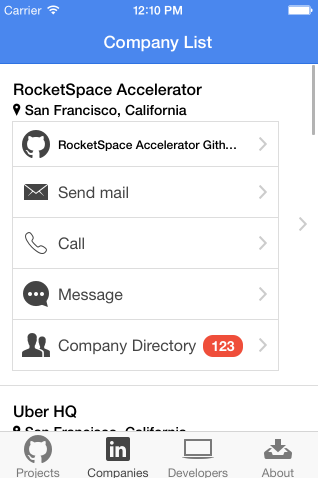 Carrier 12:10 PM
Company List
RocketSpace Accelerator
San Francisco, California
RocketSpace Accelerator Gith...
Send mail
Call
Message
Company Directory 123
Uber HQ
San Francisco, California
Projects Companies Developers About